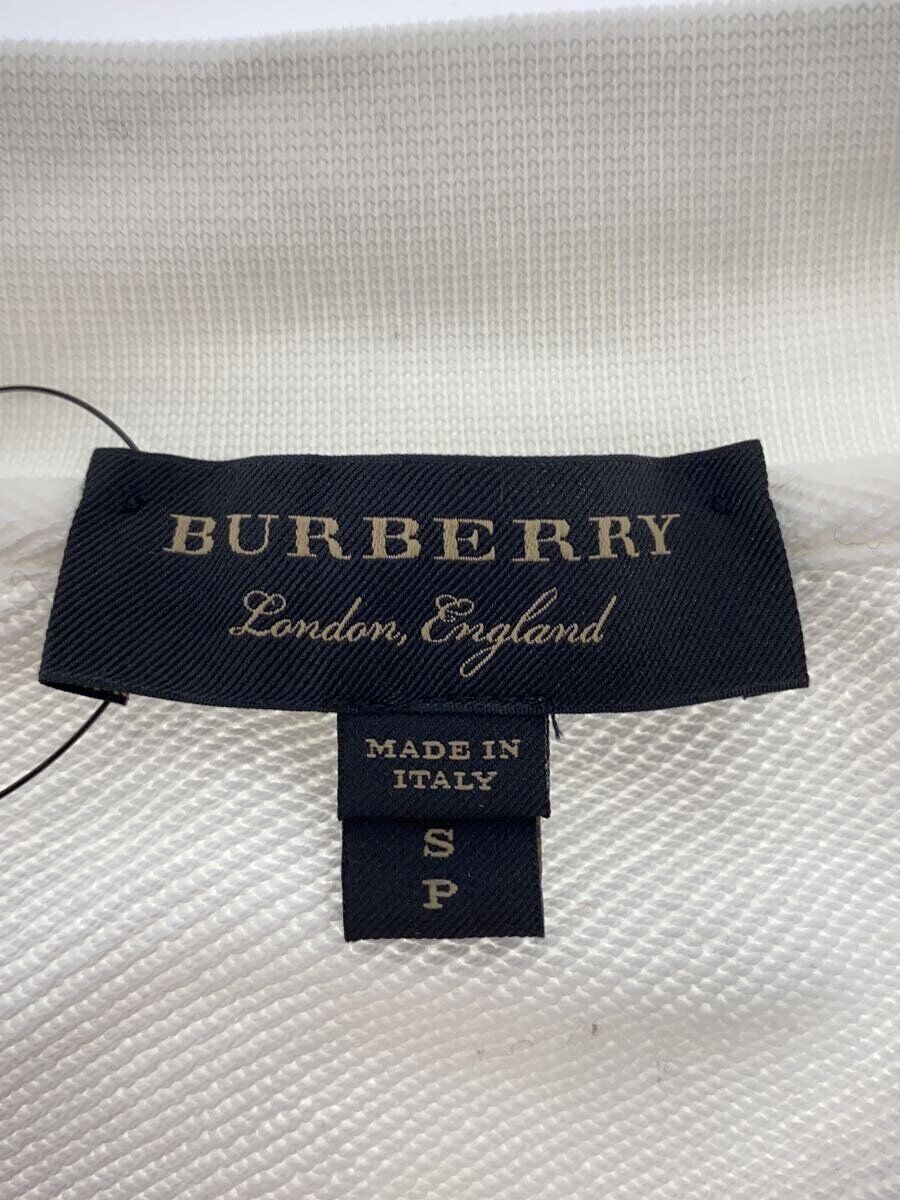 BURBERRY
London, England
MADE IN
ITALY
S
P